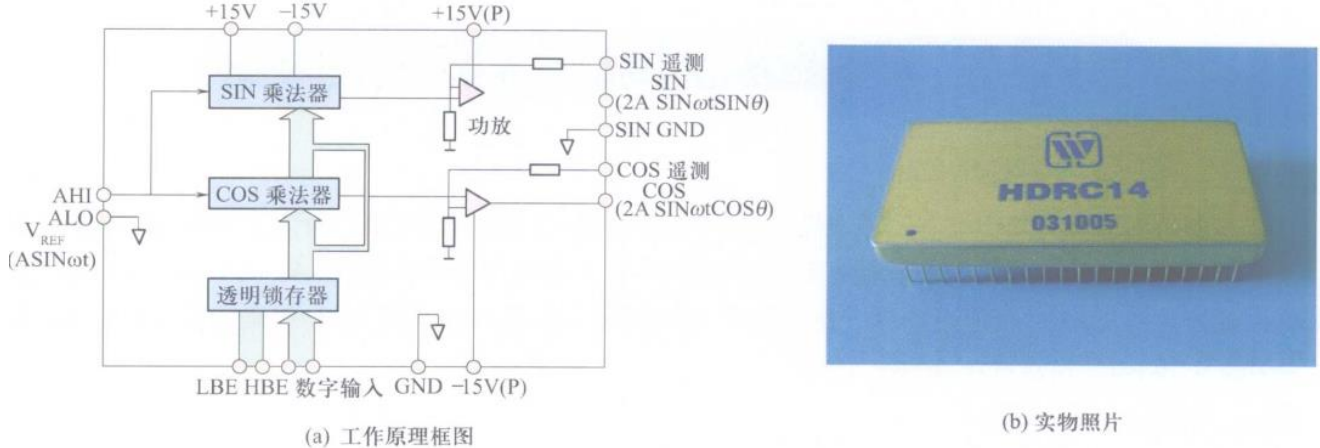 +15V −15V +15V(P)
SIN 遥测
SIN
(2A SINωtSINθ)
SIN 乘法器
功放
SIN GND
COS 遥测
COS
(2A SINωtCOSθ)
COS 乘法器
AHI
ALO
V_REF
(ASINωt)
透明锁存器
LBE HBE 数字输入 GND −15V(P)
(a) 工作原理框图
W
HDRC14
031005
(b) 实物照片